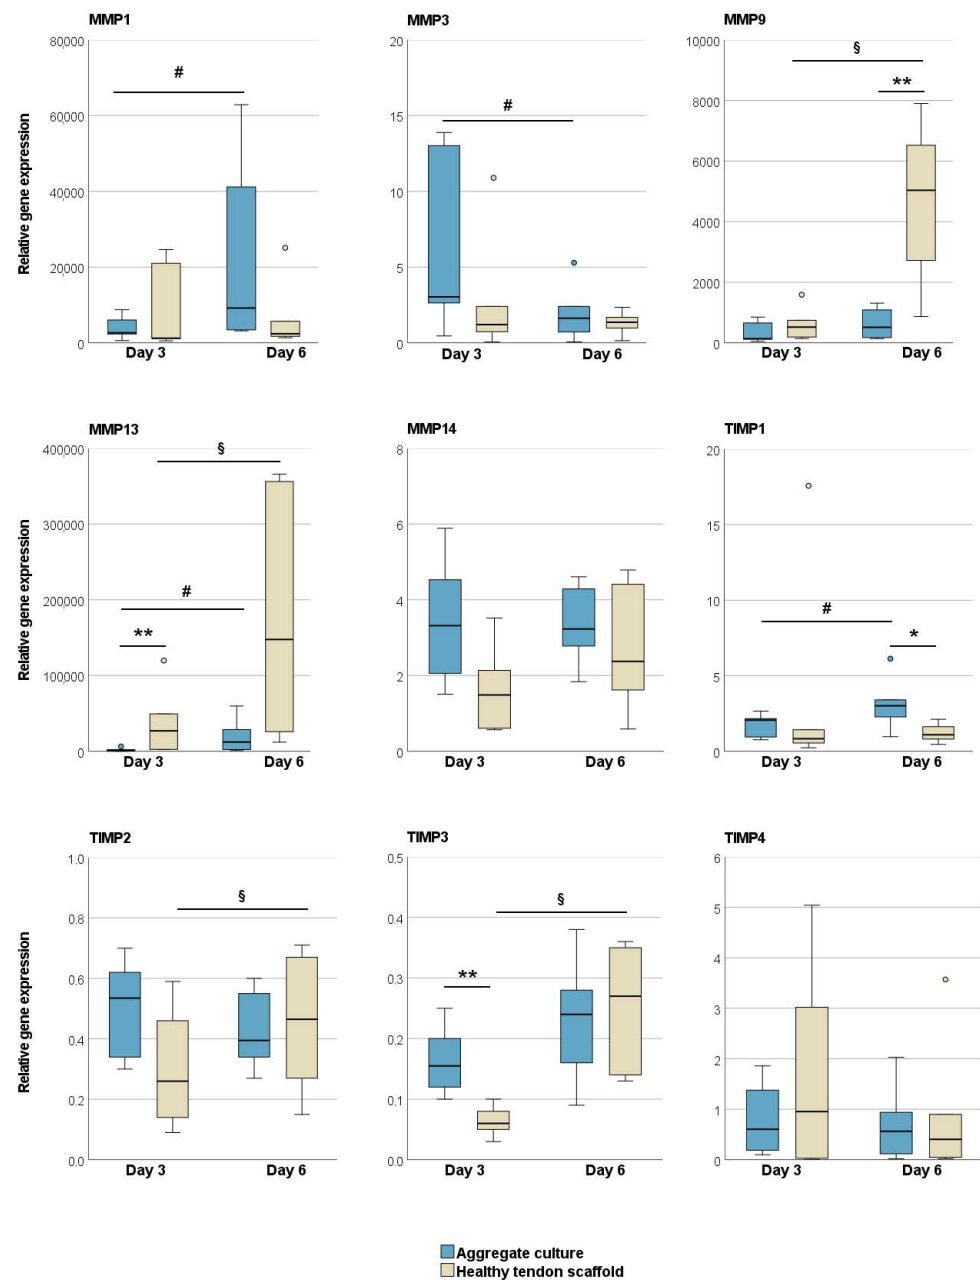 MMP1
MMP3
MMP9
Relative gene expression
80000
60000
40000
20000
0
#
Day 3
Day 6
20
15
10
5
0
#
Day 3
Day 6
10000
8000
6000
4000
2000
0
§
**
Day 3
Day 6
MMP13
MMP14
TIMP1
Relative gene expression
400000
300000
200000
100000
0
§
#
**
Day 3
Day 6
8
6
4
2
0
Day 3
Day 6
20
15
10
5
0
#
*
Day 3
Day 6
TIMP2
TIMP3
TIMP4
Relative gene expression
1.0
0.8
0.6
0.4
0.2
0.0
§
Day 3
Day 6
0.5
0.4
0.3
0.2
0.1
0.0
§
**
Day 3
Day 6
6
5
4
3
2
1
0
Day 3
Day 6
Aggregate culture
Healthy tendon scaffold